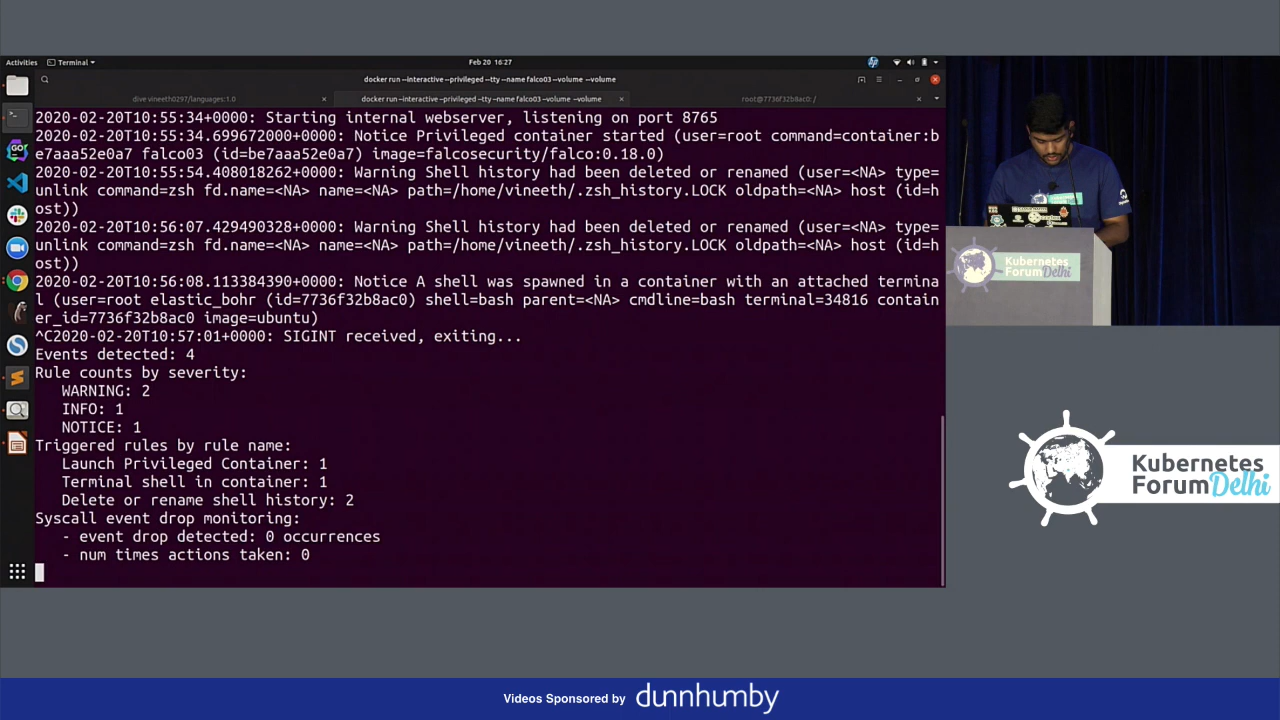 Activities
Terminal
Feb 20 16:27
docker run --interactive --privileged --tty --name falco03 --volume --volume
dive vineeth0297/languages:1.0
docker run --interactive --privileged --tty --name falco03 --volume --volume
root@7736f32b8ac0: /
2020-02-20T10:55:34+0000: Starting internal webserver, listening on port 8765
2020-02-20T10:55:34.699672000+0000: Notice Privileged container started (user=root command=container:b
e7aaa52e0a7 falco03 (id=be7aaa52e0a7) image=falcosecurity/falco:0.18.0)
2020-02-20T10:55:54.408018262+0000: Warning Shell history had been deleted or renamed (user=<NA> type=
unlink command=zsh fd.name=<NA> name=<NA> path=/home/vineeth/.zsh_history.LOCK oldpath=<NA> host (id=h
ost))
2020-02-20T10:56:07.429490328+0000: Warning Shell history had been deleted or renamed (user=<NA> type=
unlink command=zsh fd.name=<NA> name=<NA> path=/home/vineeth/.zsh_history.LOCK oldpath=<NA> host (id=h
ost))
2020-02-20T10:56:08.113384390+0000: Notice A shell was spawned in a container with an attached termina
l (user=root elastic_bohr (id=7736f32b8ac0) shell=bash parent=<NA> cmdline=bash terminal=34816 contain
er_id=7736f32b8ac0 image=ubuntu)
^C2020-02-20T10:57:01+0000: SIGINT received, exiting...
Events detected: 4
Rule counts by severity:
WARNING: 2
INFO: 1
NOTICE: 1
Triggered rules by rule name:
Launch Privileged Container: 1
Terminal shell in container: 1
Delete or rename shell history: 2
Syscall event drop monitoring:
- event drop detected: 0 occurrences
- num times actions taken: 0
Kubernetes
Forum Delhi
Kubernetes
Forum Delhi
Videos Sponsored by dunnhumby